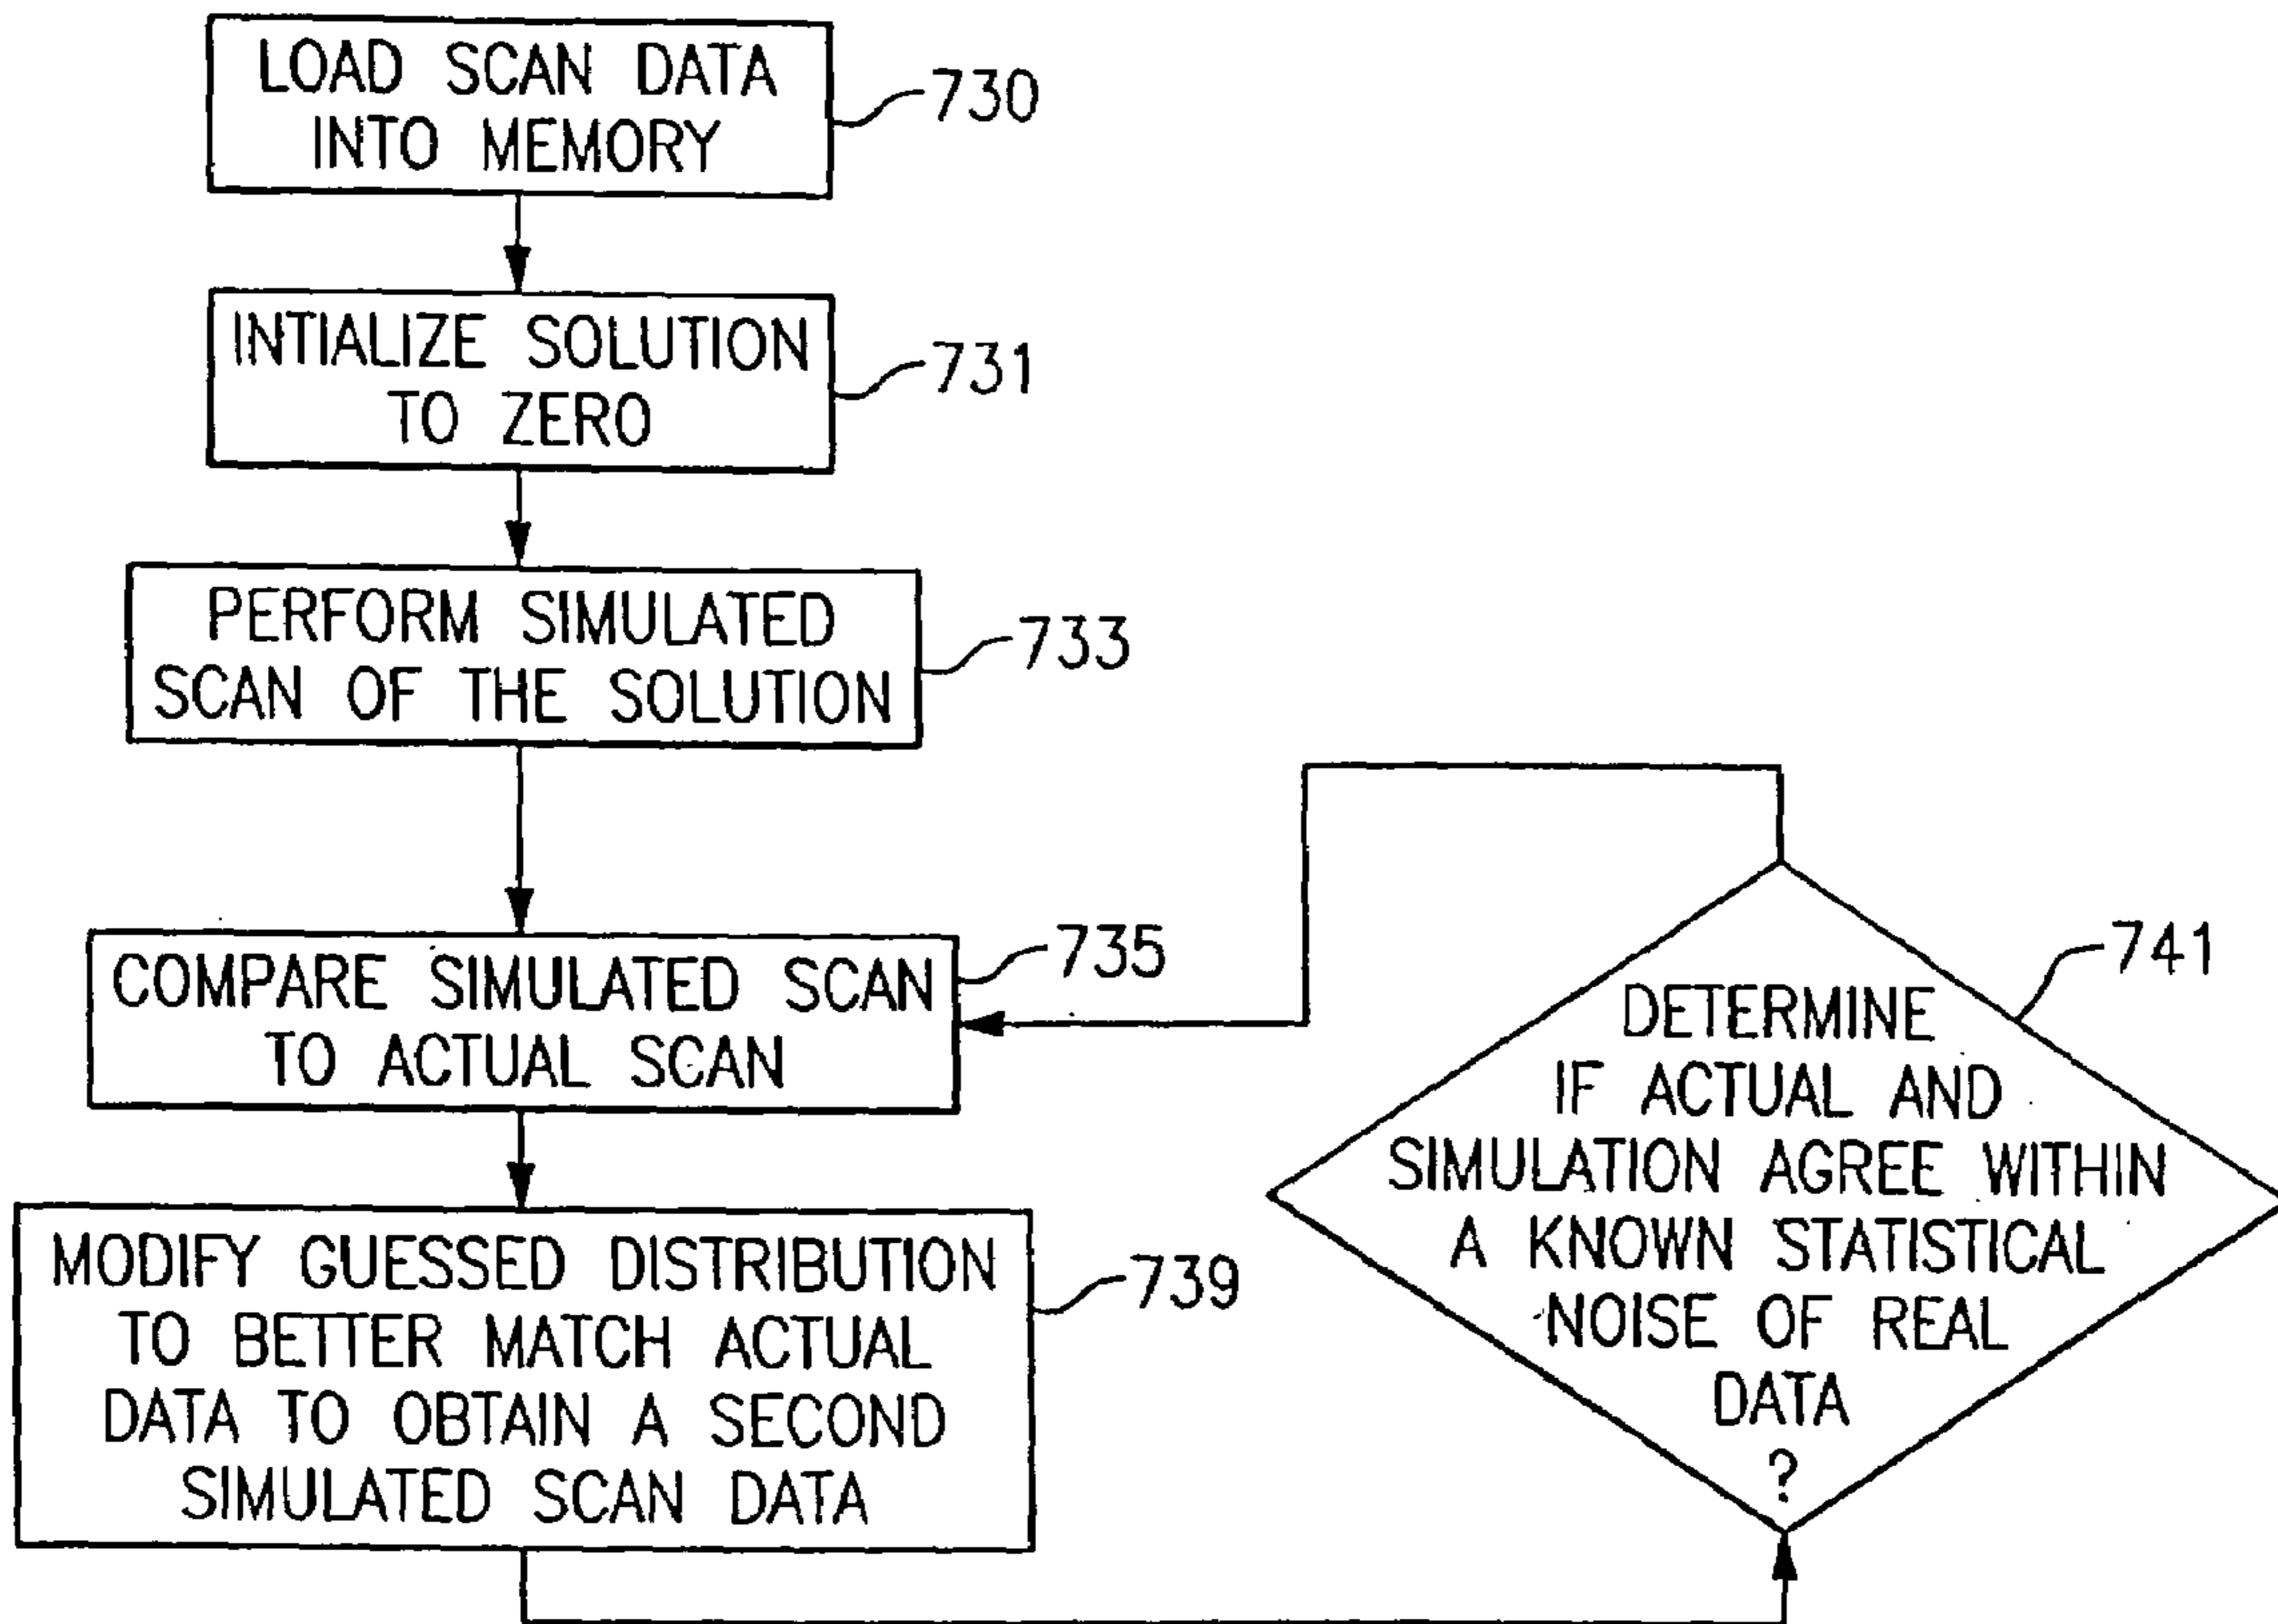 LOAD SCAN DATA
INTO MEMORY
730
INTIALIZE SOLUTION
TO ZERO
731
PERFORM SIMULATED
SCAN OF THE SOLUTION
733
COMPARE SIMULATED SCAN
TO ACTUAL SCAN
735
MODIFY GUESSED DISTRIBUTION
TO BETTER MATCH ACTUAL
DATA TO OBTAIN A SECOND
SIMULATED SCAN DATA
739
DETERMINE
IF ACTUAL AND
SIMULATION AGREE WITHIN
A KNOWN STATISTICAL
NOISE OF REAL
DATA
?
741